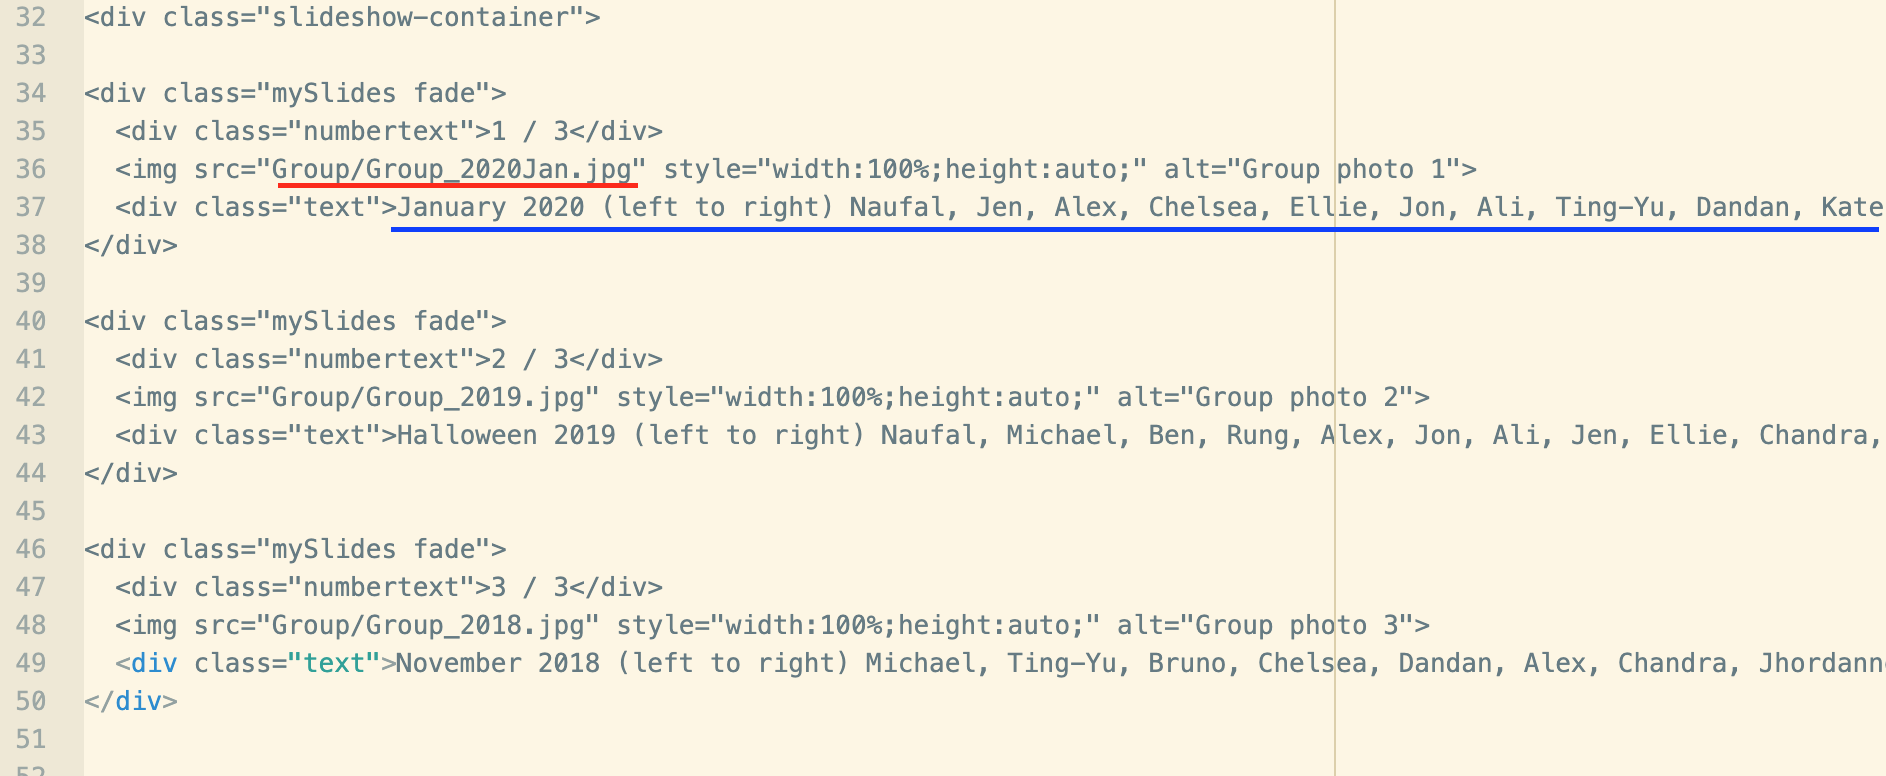 32 <div class="slideshow-container">
33
34 <div class="mySlides fade">
35 <div class="numbertext">1 / 3</div>
36 <img src="Group/Group_2020Jan.jpg" style="width:100%;height:auto;" alt="Group photo 1">
37 <div class="text">January 2020 (left to right) Naufal, Jen, Alex, Chelsea, Ellie, Jon, Ali, Ting-Yu, Dandan, Kate
38 </div>
39
40 <div class="mySlides fade">
41 <div class="numbertext">2 / 3</div>
42 <img src="Group/Group_2019.jpg" style="width:100%;height:auto;" alt="Group photo 2">
43 <div class="text">Halloween 2019 (left to right) Naufal, Michael, Ben, Rung, Alex, Jon, Ali, Jen, Ellie, Chandra,
44 </div>
45
46 <div class="mySlides fade">
47 <div class="numbertext">3 / 3</div>
48 <img src="Group/Group_2018.jpg" style="width:100%;height:auto;" alt="Group photo 3">
49 <div class="text">November 2018 (left to right) Michael, Ting-Yu, Bruno, Chelsea, Dandan, Alex, Chandra, Jhordann
50 </div>
51
52